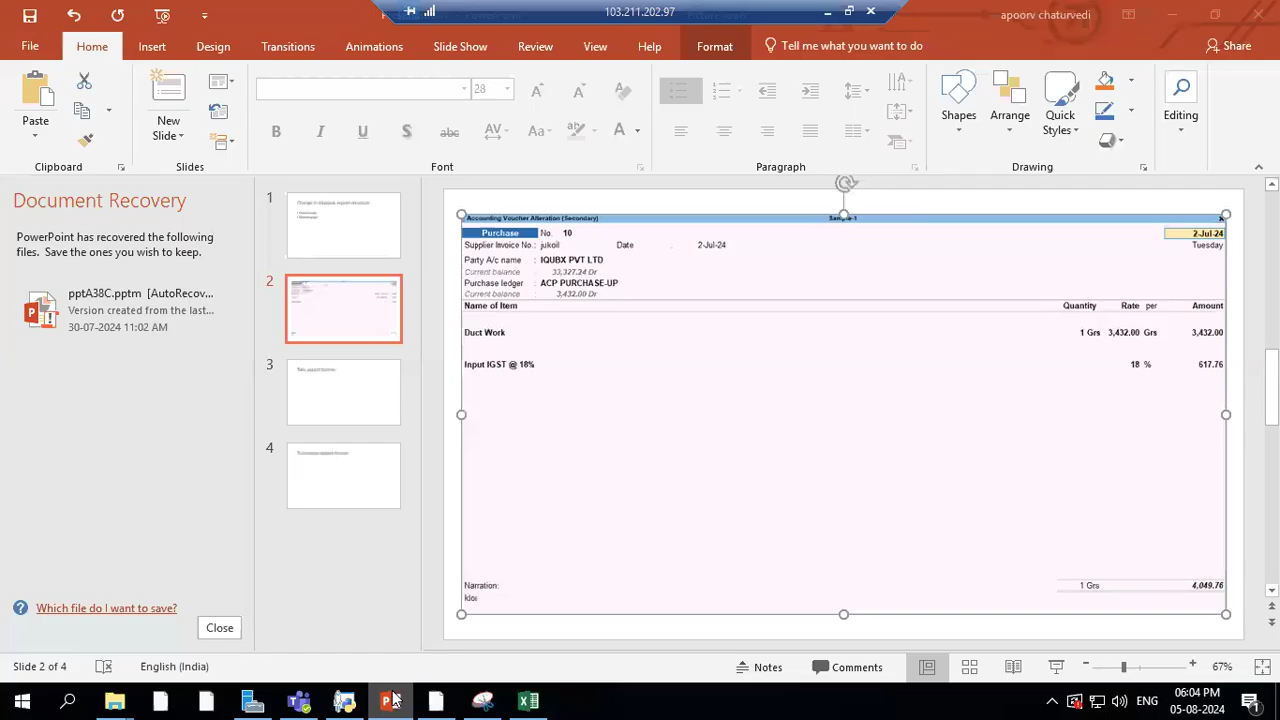 103.211.202.97
apoorv chaturvedi
File Home Insert Design Transitions Animations Slide Show Review View Help Format Tell me what you want to do Share
Paste
New Slide
28
Shapes Arrange Quick Styles
Editing
Clipboard Slides Font Paragraph Drawing
Document Recovery
PowerPoint has recovered the following
files. Save the ones you wish to keep.
pptA38C.pptm [AutoRecov...
Version created from the last...
30-07-2024 11:02 AM
Which file do I want to save?
Close
1
2
3
4
Accounting Voucher Alteration (Secondary) Sample-1
Purchase No. 10 2-Jul-24
Supplier Invoice No.: jukoil Date : 2-Jul-24 Tuesday
Party A/c name : IQUBX PVT LTD
Current balance : 33,327.24 Dr
Purchase ledger : ACP PURCHASE-UP
Current balance : 3,432.00 Dr
Name of Item Quantity Rate per Amount
Duct Work 1 Grs 3,432.00 Grs 3,432.00
Input IGST @ 18% 18 % 617.76
Narration: 1 Grs 4,049.76
Slide 2 of 4 English (India) Notes Comments 67%
ENG 06:04 PM
05-08-2024